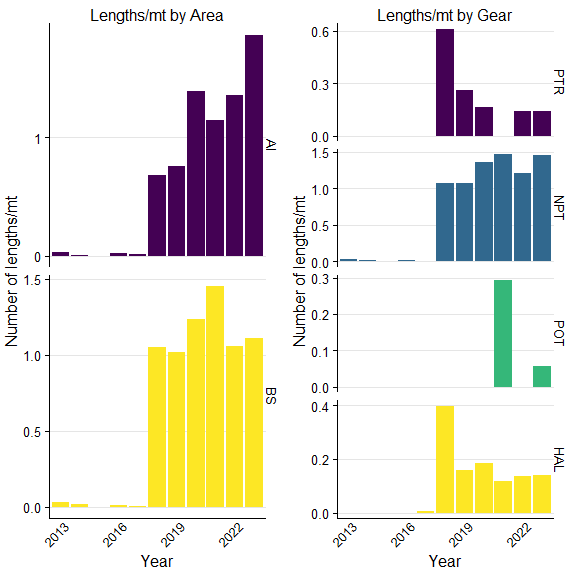 Lengths/mt by Area
Lengths/mt by Gear
Number of lengths/mt
1
0
AI
1.5
1.0
0.5
0.0
BS
2013
2016
2019
2022
Year
Number of lengths/mt
0.6
0.3
0.0
PTR
1.5
1.0
0.5
0.0
NPT
0.3
0.2
0.1
0.0
POT
0.4
0.2
0.0
HAL
2013
2016
2019
2022
Year